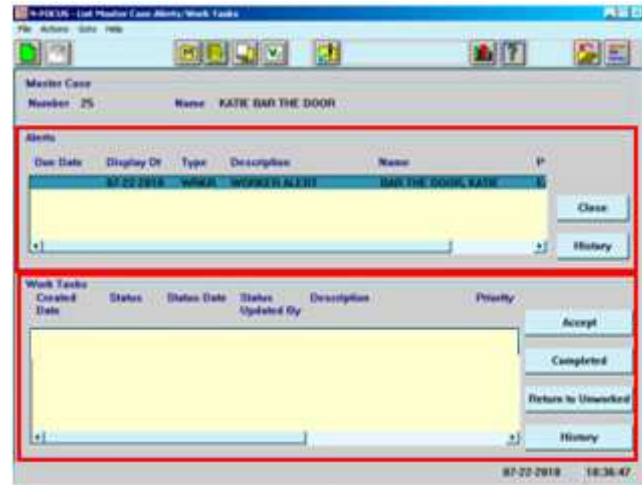 N-FOCUS - List Master Case Alerts/Work Tasks
File Actions Goto Help
Master Case
Number 25 Name KATIE BAR THE DOOR
Alerts
Due Date Display Dt Type Description Name P
07-22-2010 WRKR WORKER ALERT BAR THE DOOR, KATIE
Close
History
Work Tasks
Created Date Status Status Date Status Updated By Description Priority
Accept
Completed
Return to Unworked
History
07-22-2010 10:36:47